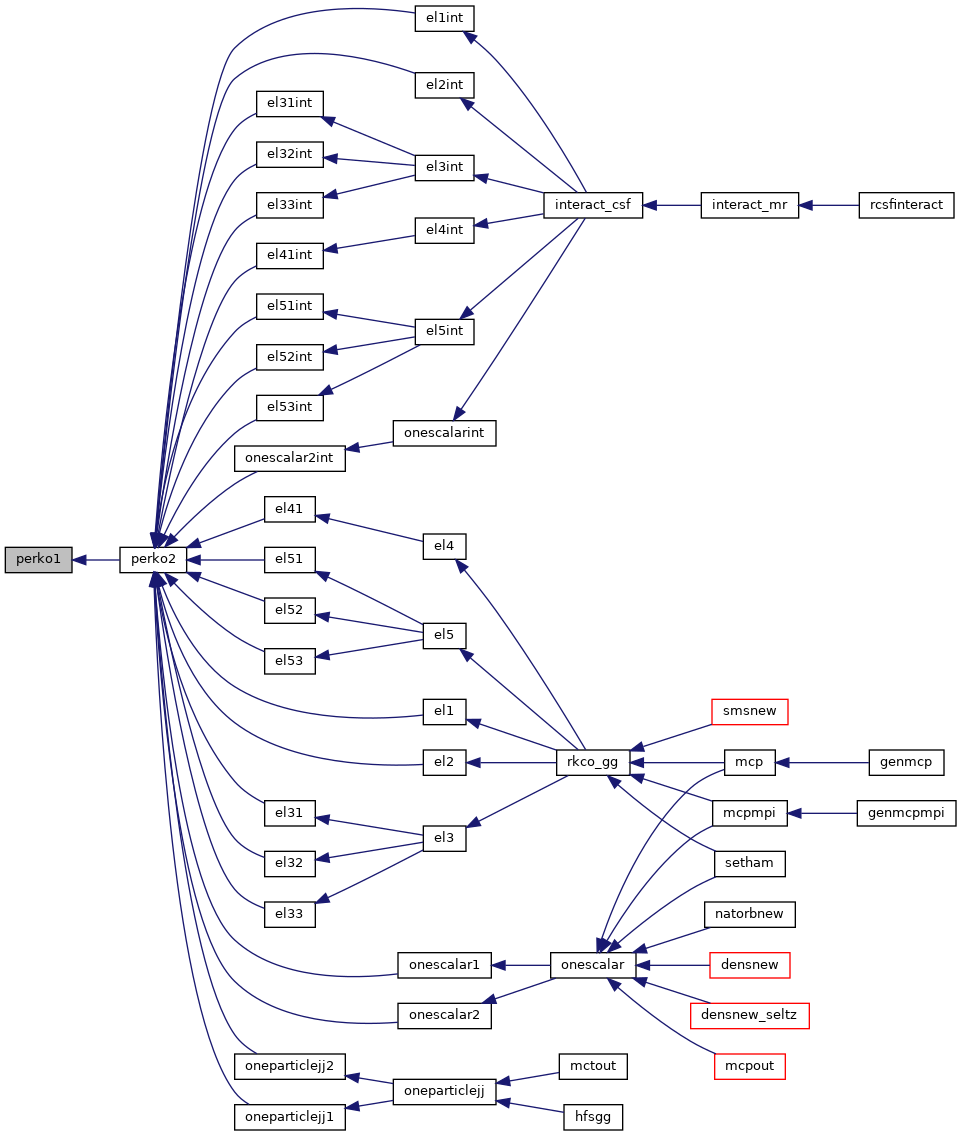 el1int
el2int
el31int
el32int
el3int
el33int
interact_csf
interact_mr
rcsfinteract
el4int
el41int
el51int
el5int
el52int
el53int
onescalarint
onescalar2int
el41
el4
perko1
perko2
el51
el52
el5
el53
el1
smsnew
el2
rkco_gg
mcp
genmcp
el31
mcpmpi
genmcpmpi
el3
el32
setham
el33
natorbnew
onescalar1
onescalar
densnew
onescalar2
densnew_seltz
oneparticlejj2
mctout
mcpout
oneparticlejj
oneparticlejj1
hfsgg